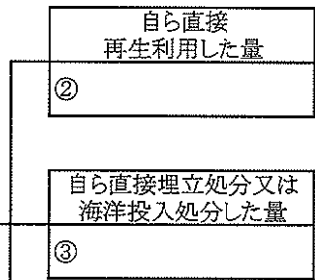 自ら直接
再生利用した量
②
自ら直接埋立処分又は
海洋投入処分した量
③